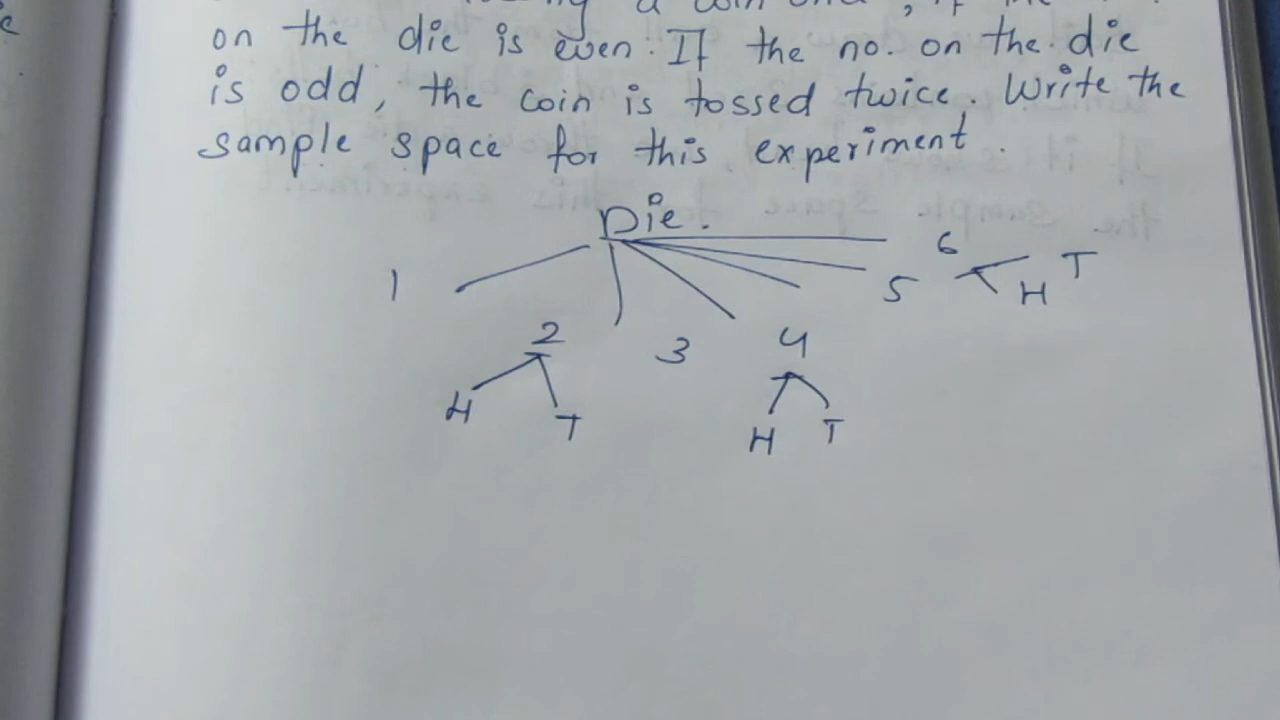 a coin
on the die is even. If the no. on the die
is odd, the coin is tossed twice. Write the
sample space for this experiment.
Die.
6 T
1 5 H
2 3 4
H T H T